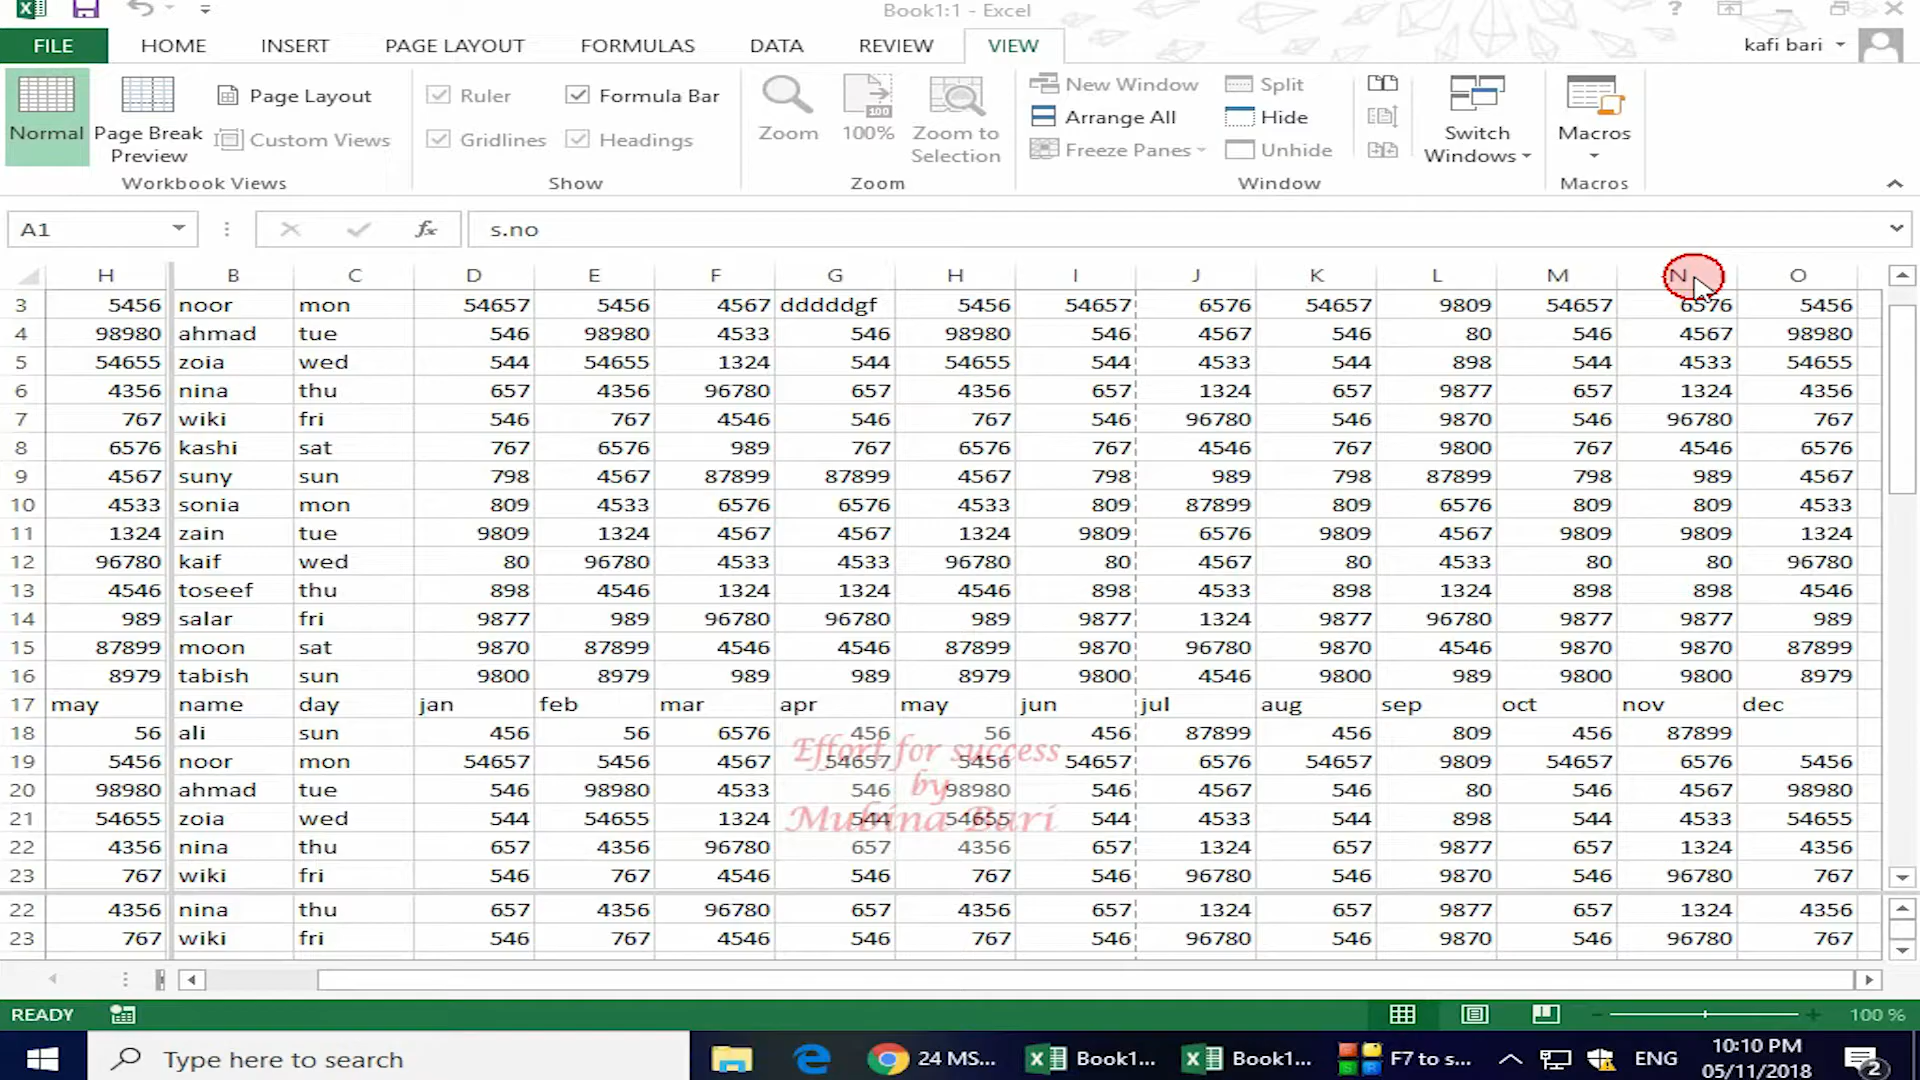 Book1:1 - Excel
FILE HOME INSERT PAGE LAYOUT FORMULAS DATA REVIEW VIEW kafi bari
Normal Page Break Preview Page Layout Custom Views
Ruler Formula Bar Gridlines Headings
Zoom 100% Zoom to Selection
New Window Arrange All Freeze Panes Split Hide Unhide
Switch Windows Macros
Workbook Views Show Zoom Window Macros
A1 fx s.no
H B C D E F G H I J K L M N O
3 5456 noor mon 54657 5456 4567 dddddgf 5456 54657 6576 54657 9809 54657 6576 5456
4 98980 ahmad tue 546 98980 4533 546 98980 546 4567 546 80 546 4567 98980
5 54655 zoia wed 544 54655 1324 544 54655 544 4533 544 898 544 4533 54655
6 4356 nina thu 657 4356 96780 657 4356 657 1324 657 9877 657 1324 4356
7 767 wiki fri 546 767 4546 546 767 546 96780 546 9870 546 96780 767
8 6576 kashi sat 767 6576 989 767 6576 767 4546 767 9800 767 4546 6576
9 4567 suny sun 798 4567 87899 87899 4567 798 989 798 87899 798 989 4567
10 4533 sonia mon 809 4533 6576 6576 4533 809 87899 809 6576 809 809 4533
11 1324 zain tue 9809 1324 4567 4567 1324 9809 6576 9809 4567 9809 9809 1324
12 96780 kaif wed 80 96780 4533 4533 96780 80 4567 80 4533 80 80 96780
13 4546 toseef thu 898 4546 1324 1324 4546 898 4533 898 1324 898 898 4546
14 989 salar fri 9877 989 96780 96780 989 9877 1324 9877 96780 9877 9877 989
15 87899 moon sat 9870 87899 4546 4546 87899 9870 96780 9870 4546 9870 9870 87899
16 8979 tabish sun 9800 8979 989 989 8979 9800 4546 9800 989 9800 9800 8979
17 may name day jan feb mar apr may jun jul aug sep oct nov dec
18 56 ali sun 456 56 6576 456 56 456 87899 456 809 456 87899
19 5456 noor mon 54657 5456 4567 54657 5456 54657 6576 54657 9809 54657 6576 5456
20 98980 ahmad tue 546 98980 4533 546 98980 546 4567 546 80 546 4567 98980
21 54655 zoia wed 544 54655 1324 544 54655 544 4533 544 898 544 4533 54655
22 4356 nina thu 657 4356 96780 657 4356 657 1324 657 9877 657 1324 4356
23 767 wiki fri 546 767 4546 546 767 546 96780 546 9870 546 96780 767
22 4356 nina thu 657 4356 96780 657 4356 657 1324 657 9877 657 1324 4356
23 767 wiki fri 546 767 4546 546 767 546 96780 546 9870 546 96780 767
Effort for success
by
Mubina Bari
READY 100 %
Type here to search 24 MS... Book1... Book1... F7 to s... ENG 10:10 PM
05/11/2018 2